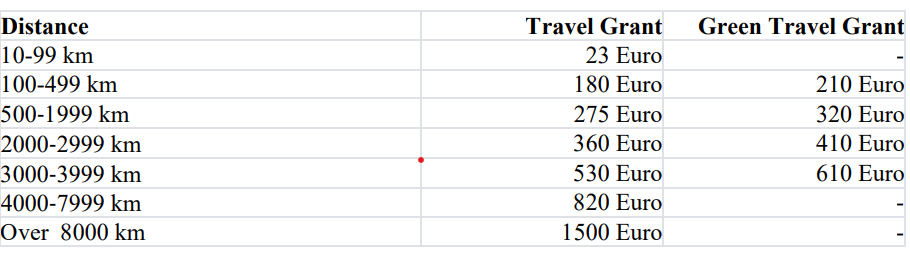 Distance Travel Grant Green Travel Grant
10-99 km 23 Euro -
100-499 km 180 Euro 210 Euro
500-1999 km 275 Euro 320 Euro
2000-2999 km 360 Euro 410 Euro
3000-3999 km 530 Euro 610 Euro
4000-7999 km 820 Euro -
Over  8000 km 1500 Euro -